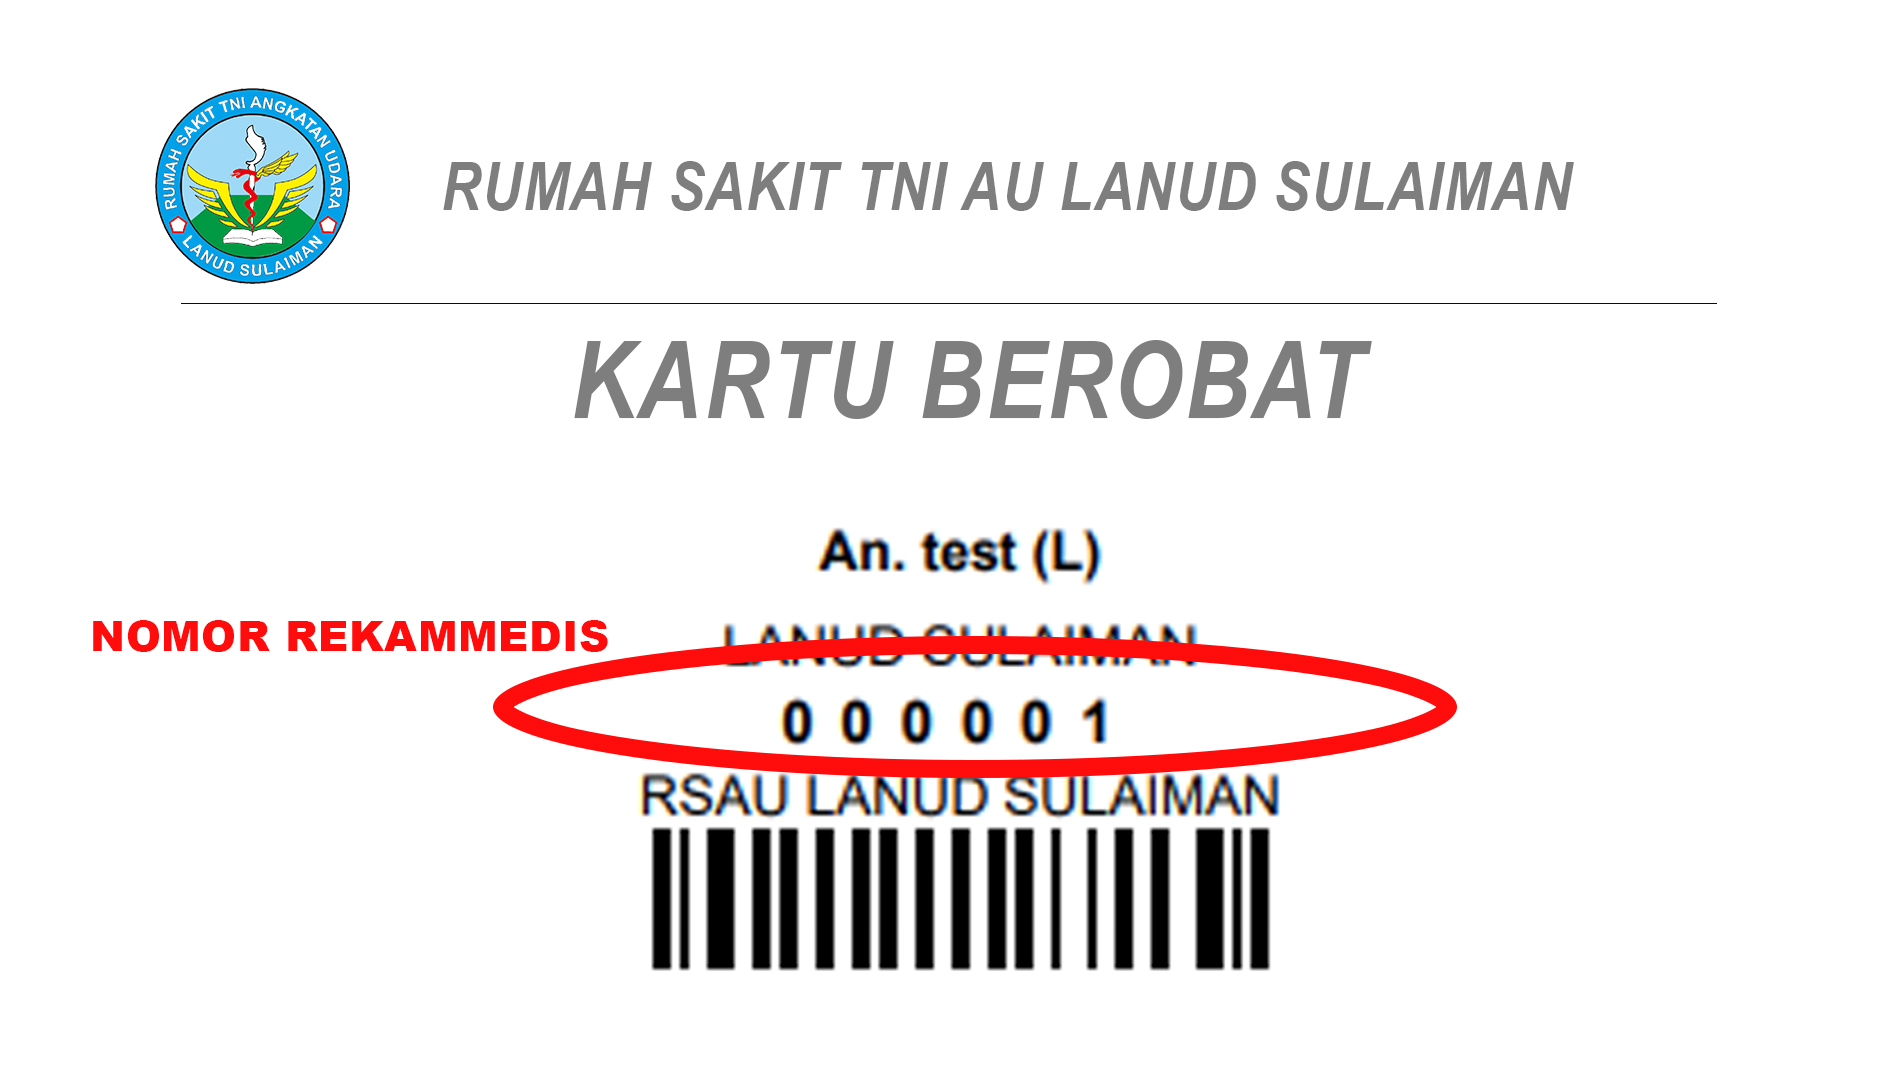 RUMAH SAKIT TNI ANGKATAN UDARA
LANUD SULAIMAN
RUMAH SAKIT TNI AU LANUD SULAIMAN
KARTU BEROBAT
An. test (L)
NOMOR REKAMMEDIS
LANUD SULAIMAN
0 0 0 0 0 1
RSAU LANUD SULAIMAN